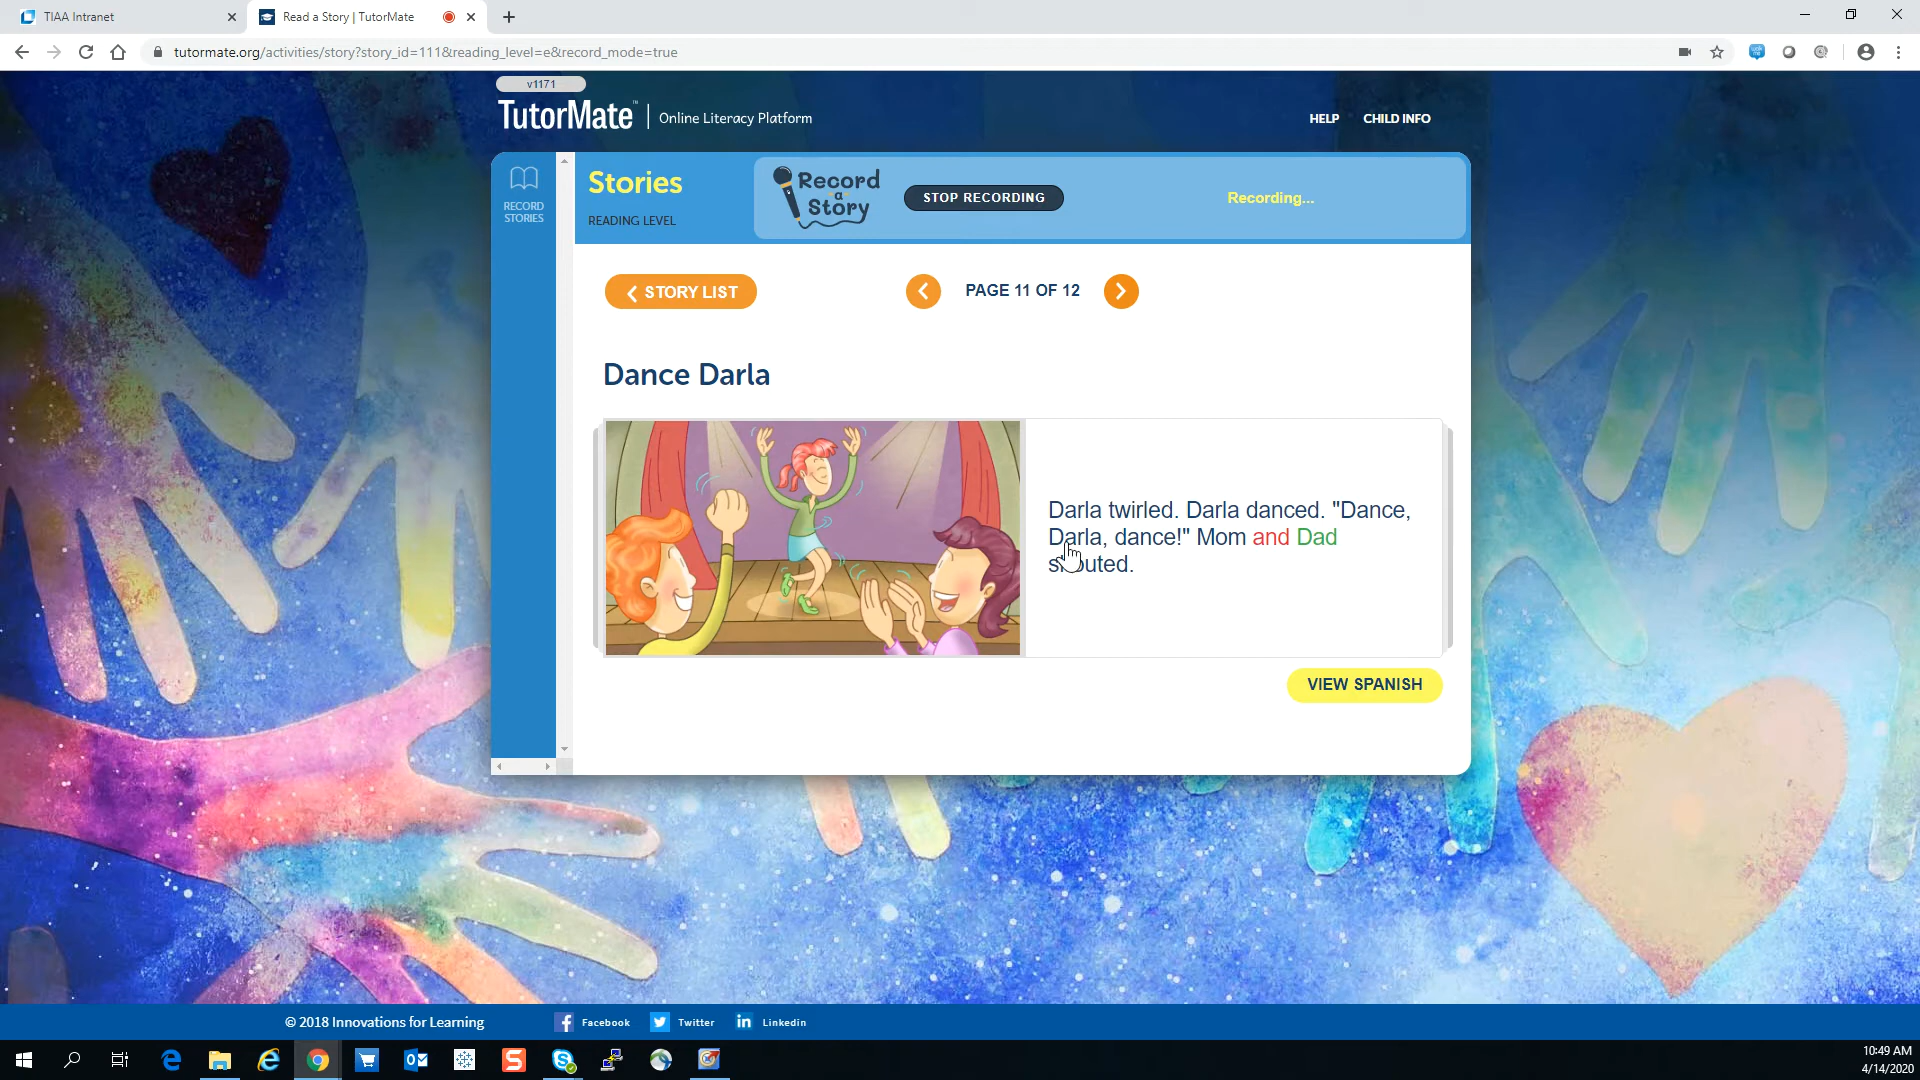 TIAA Intranet
Read a Story | TutorMate
tutormate.org/activities/story?story_id=111&reading_level=e&record_mode=true
v1171
TutorMate™ | Online Literacy Platform
HELP CHILD INFO
RECORD
STORIES
Stories
READING LEVEL
Record
a
Story
STOP RECORDING
Recording...
STORY LIST
PAGE 11 OF 12
Dance Darla
Darla twirled. Darla danced. "Dance,
Darla, dance!" Mom and Dad
shouted.
VIEW SPANISH
© 2018 Innovations for Learning
Facebook
Twitter
Linkedin
10:49 AM
4/14/2020